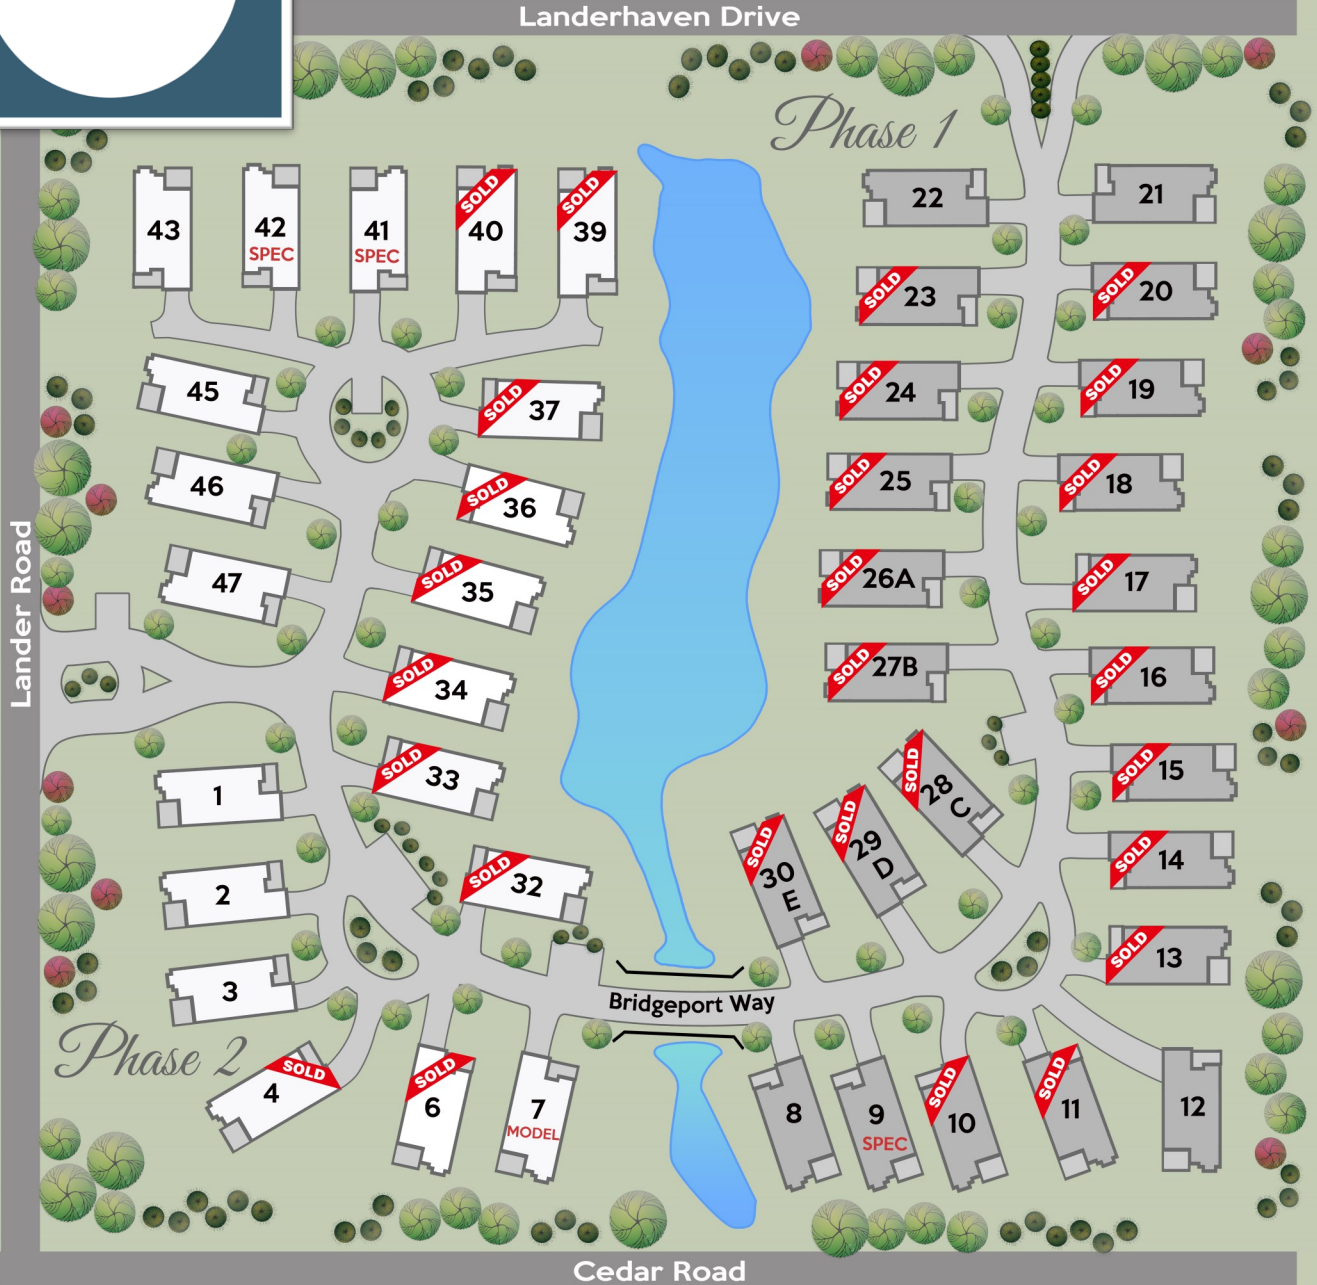 Landerhaven Drive
Phase 1
43
42
SPEC
41
SPEC
SOLD
40
SOLD
39
22
21
SOLD
23
SOLD
20
45
SOLD
37
SOLD
24
SOLD
19
46
SOLD
36
SOLD
25
SOLD
18
47
SOLD
35
SOLD
26A
SOLD
17
Lander Road
SOLD
34
SOLD
27B
SOLD
16
1
SOLD
33
SOLD
28
C
SOLD
15
2
SOLD
32
SOLD
30
E
SOLD
29
D
SOLD
14
3
SOLD
13
Bridgeport Way
Phase 2
SOLD
4
SOLD
6
7
MODEL
8
9
SPEC
SOLD
10
SOLD
11
12
Cedar Road